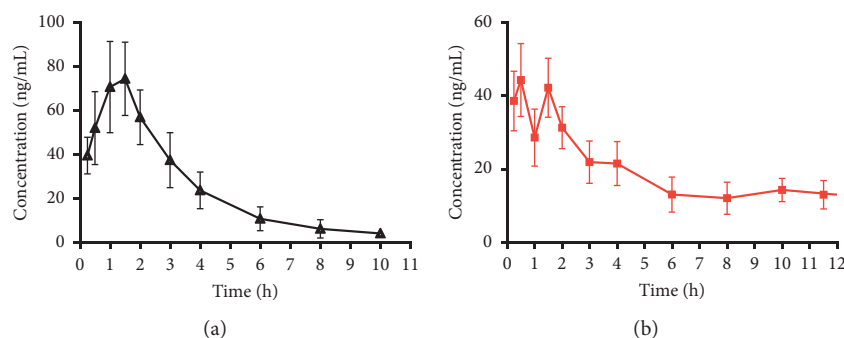 Concentration (ng/mL)
100
80
60
40
20
0
0 1 2 3 4 5 6 7 8 9 10 11
Time (h)
(a)
Concentration (ng/mL)
60
40
20
0
0 1 2 3 4 5 6 7 8 9 10 11 12
Time (h)
(b)